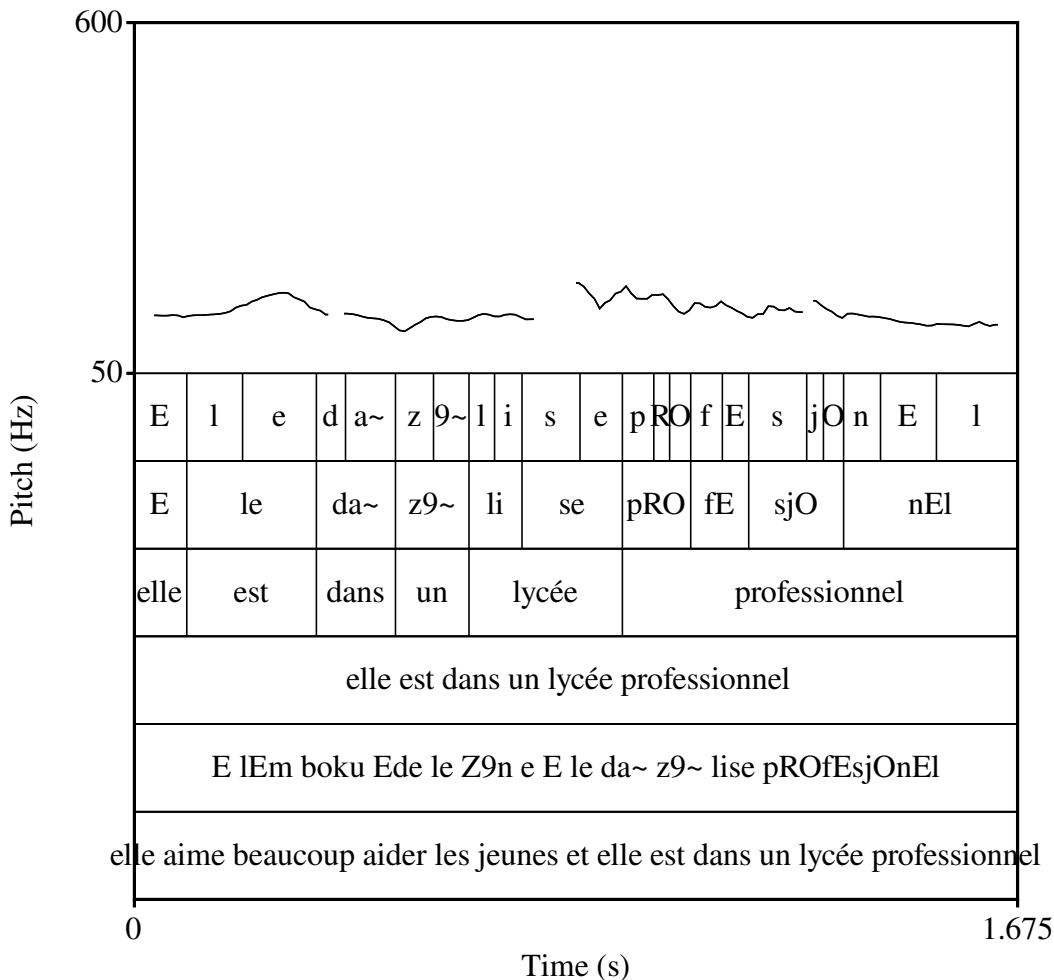 600
50
Pitch (Hz)
E l e d a~ z 9~ l i s e p R O f E s j O n E l
E le da~ z9~ li se pRO fE sjO nEl
elle est dans un lycée professionnel
elle est dans un lycée professionnel
E lEm boku Ede le Z9n e E le da~ z9~ lise pROfEsjOnEl
elle aime beaucoup aider les jeunes et elle est dans un lycée professionnel
0 1.675
Time (s)